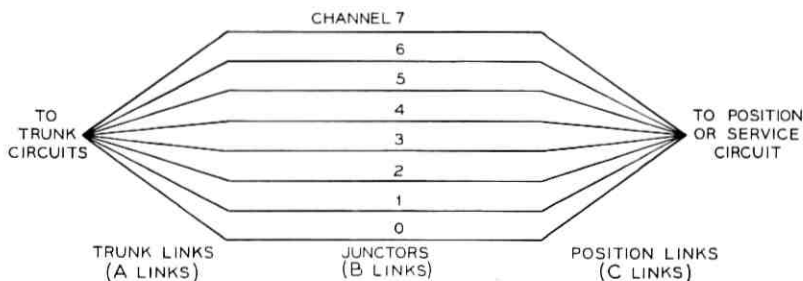 CHANNEL 7
6
5
4
3
2
1
0
TO
TRUNK
CIRCUITS
TO POSITION
OR SERVICE
CIRCUIT
TRUNK LINKS
(A LINKS)
JUNCTORS
(B LINKS)
POSITION LINKS
(C LINKS)